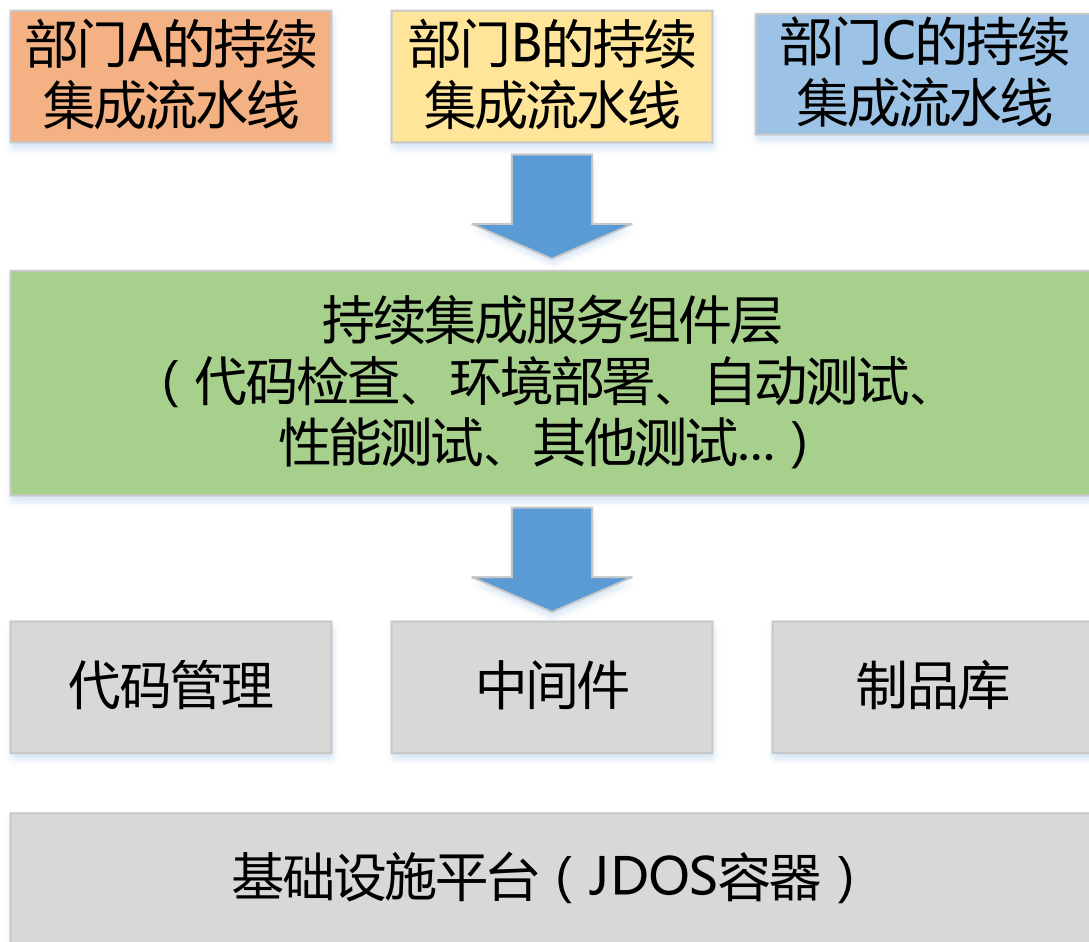 部门A的持续
集成流水线
部门B的持续
集成流水线
部门C的持续
集成流水线
持续集成服务组件层
（代码检查、环境部署、自动测试、
性能测试、其他测试...）
代码管理
中间件
制品库
基础设施平台（JDOS容器）